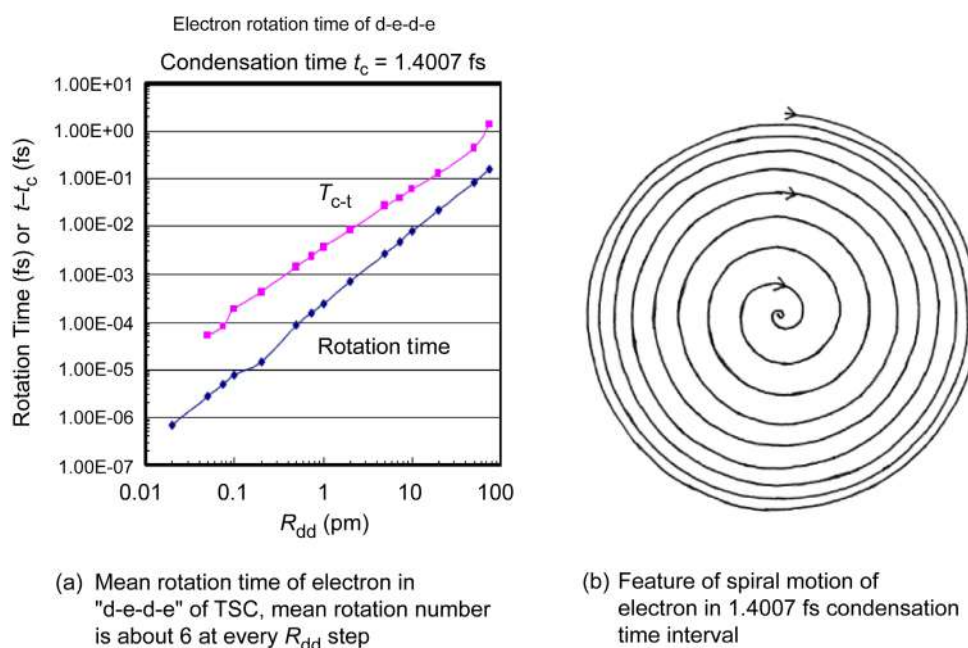 Electron rotation time of d-e-d-e
Condensation time tc = 1.4007 fs
1.00E+01
1.00E+00
1.00E-01
1.00E-02
1.00E-03
1.00E-04
1.00E-05
1.00E-06
1.00E-07
Rotation Time (fs) or t–tc (fs)
Tc-t
Rotation time
0.01 0.1 1 10 100
Rdd (pm)
(a) Mean rotation time of electron in
"d-e-d-e" of TSC, mean rotation number
is about 6 at every Rdd step
(b) Feature of spiral motion of
electron in 1.4007 fs condensation
time interval